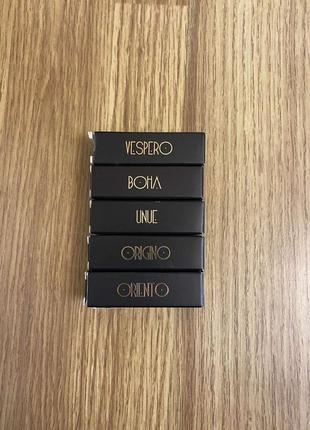 VESPERO
BOHA
UNUE
ORIGINO
ORIENTO